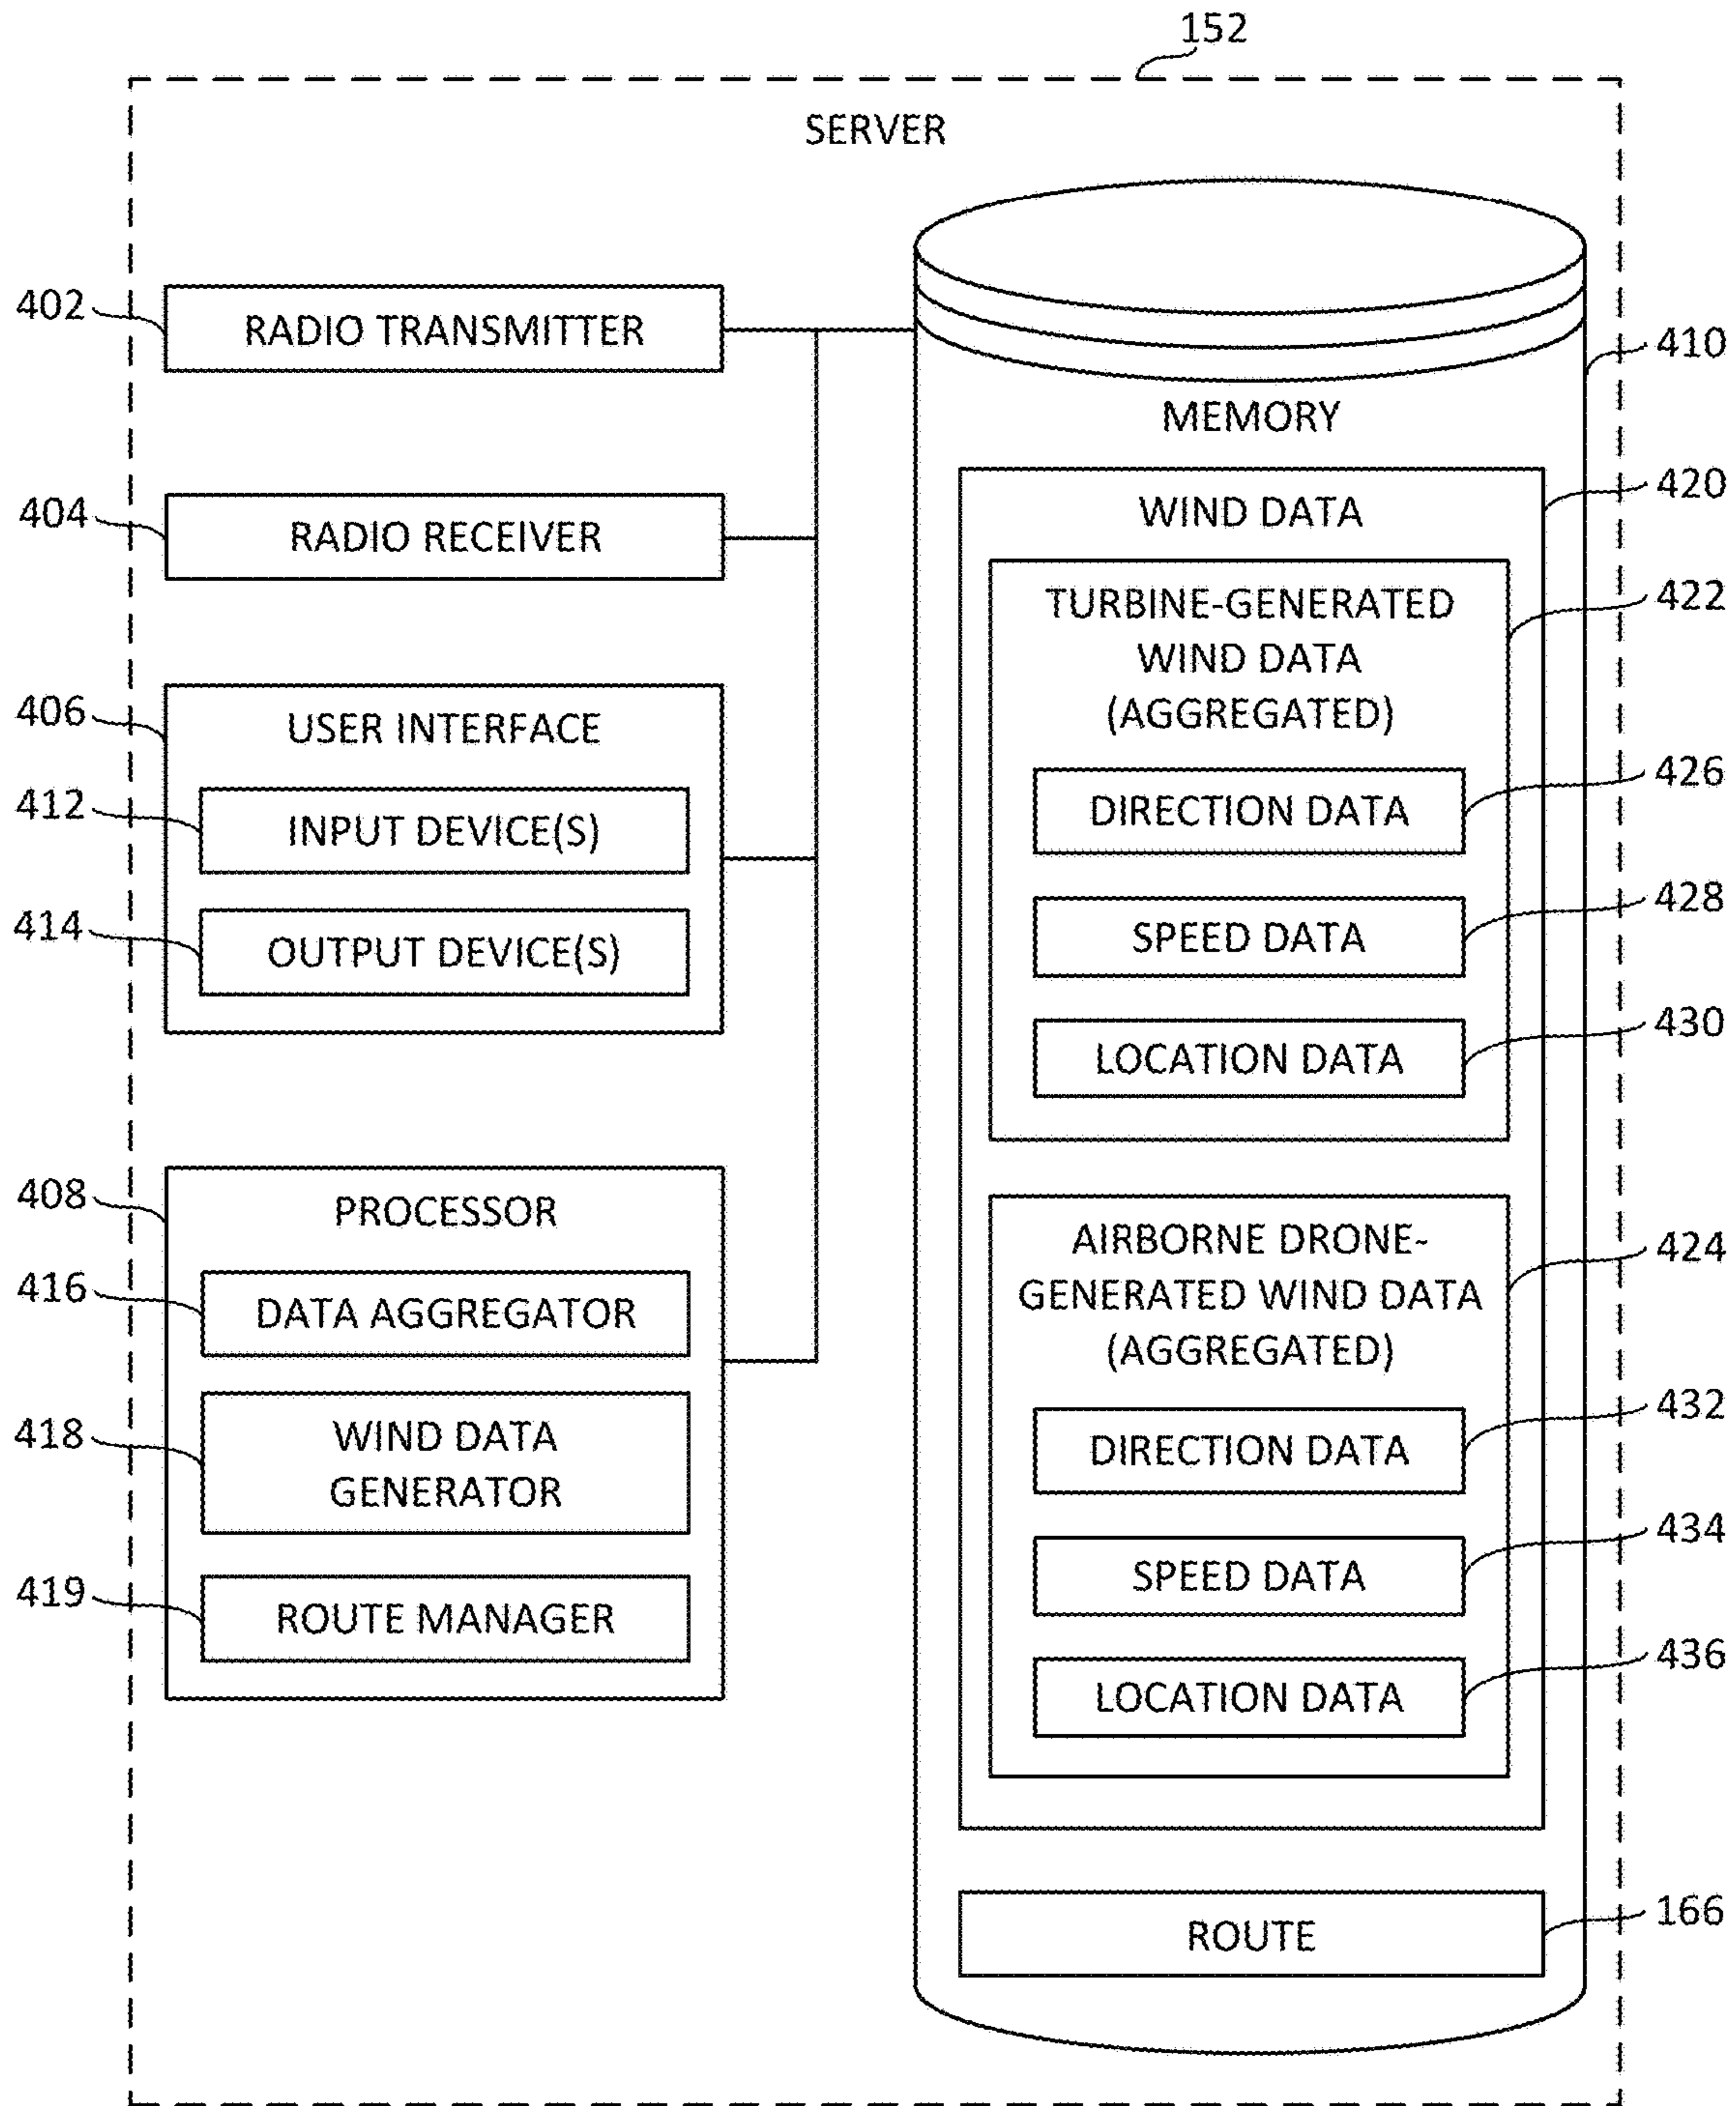 152
SERVER
402
RADIO TRANSMITTER
404
RADIO RECEIVER
406
USER INTERFACE
412
INPUT DEVICE(S)
414
OUTPUT DEVICE(S)
408
PROCESSOR
416
DATA AGGREGATOR
418
WIND DATA
GENERATOR
419
ROUTE MANAGER
410
MEMORY
420
WIND DATA
422
TURBINE-GENERATED
WIND DATA
(AGGREGATED)
426
DIRECTION DATA
428
SPEED DATA
430
LOCATION DATA
424
AIRBORNE DRONE-
GENERATED WIND DATA
(AGGREGATED)
432
DIRECTION DATA
434
SPEED DATA
436
LOCATION DATA
166
ROUTE